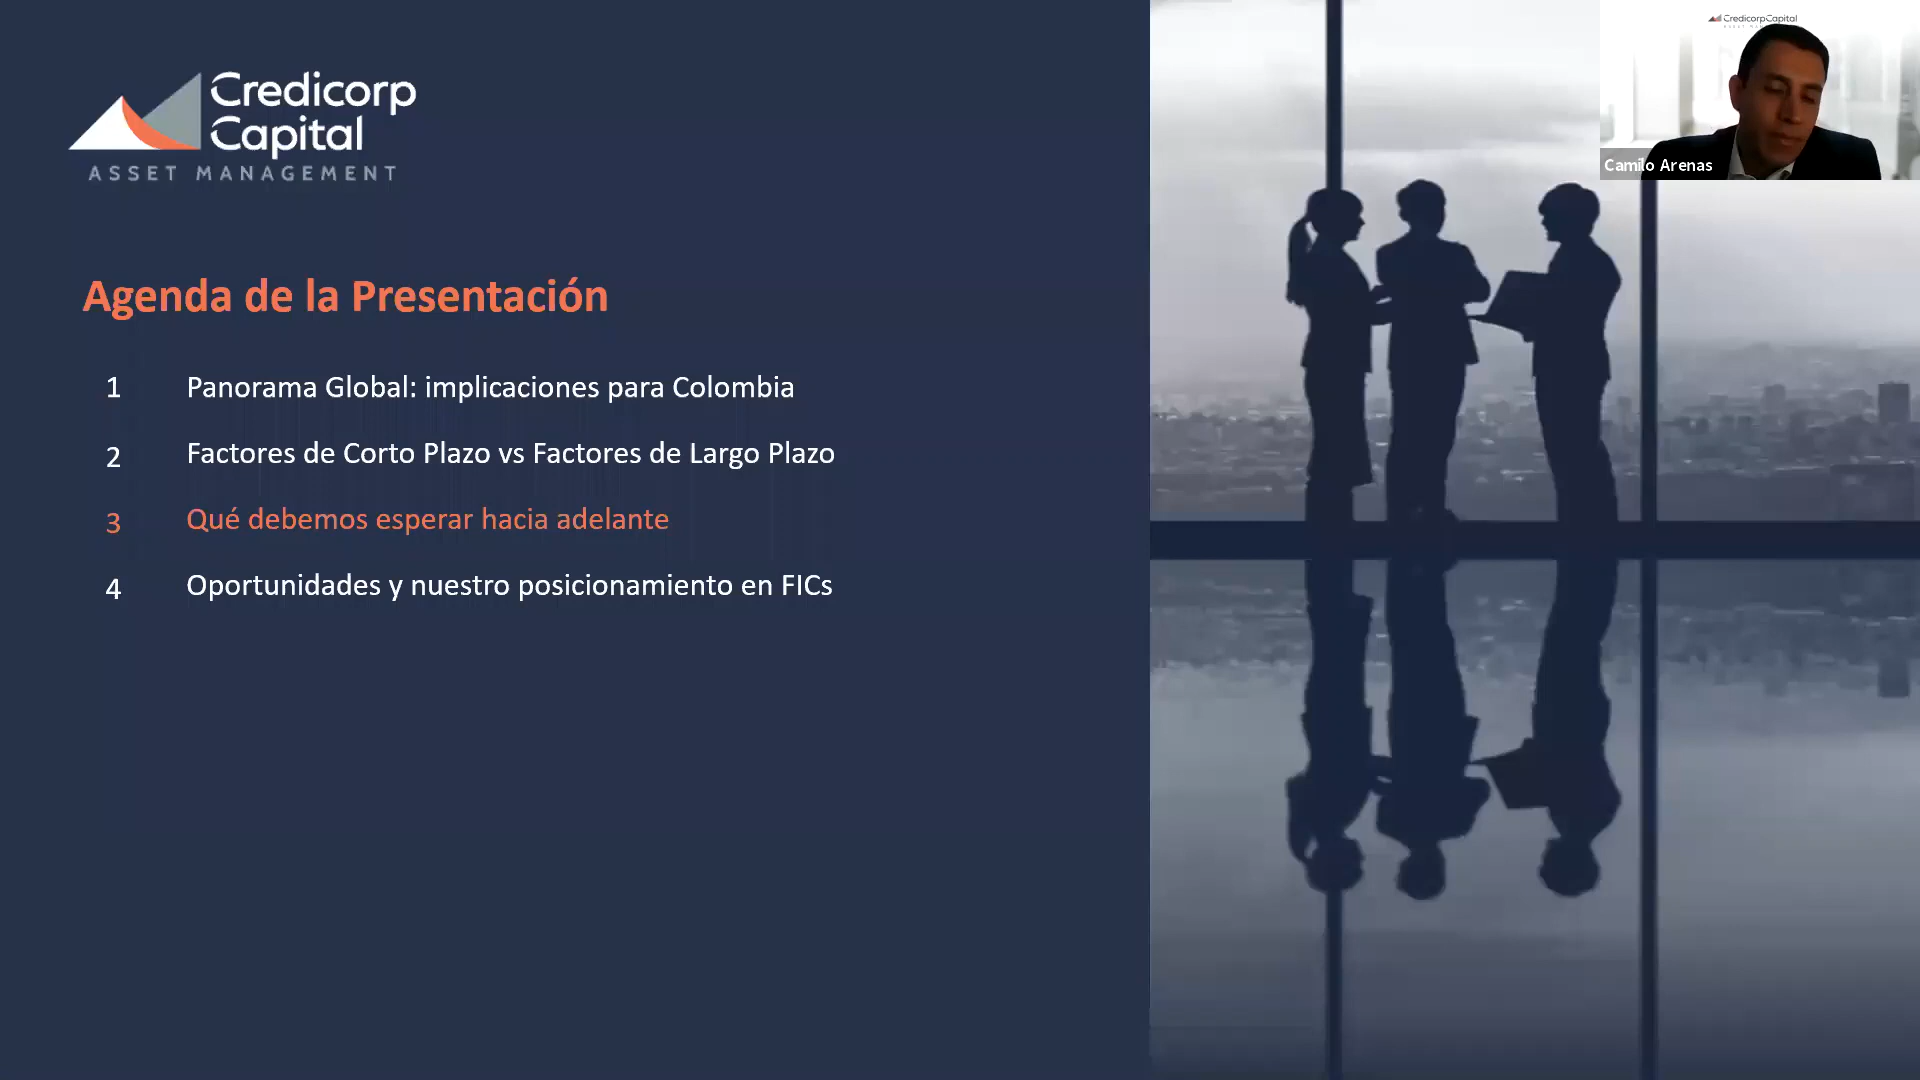 Credicorp
Capital
ASSET MANAGEMENT
CredicorpCapital
Camilo Arenas
Agenda de la Presentación
1 Panorama Global: implicaciones para Colombia
2 Factores de Corto Plazo vs Factores de Largo Plazo
3 Qué debemos esperar hacia adelante
4 Oportunidades y nuestro posicionamiento en FICs